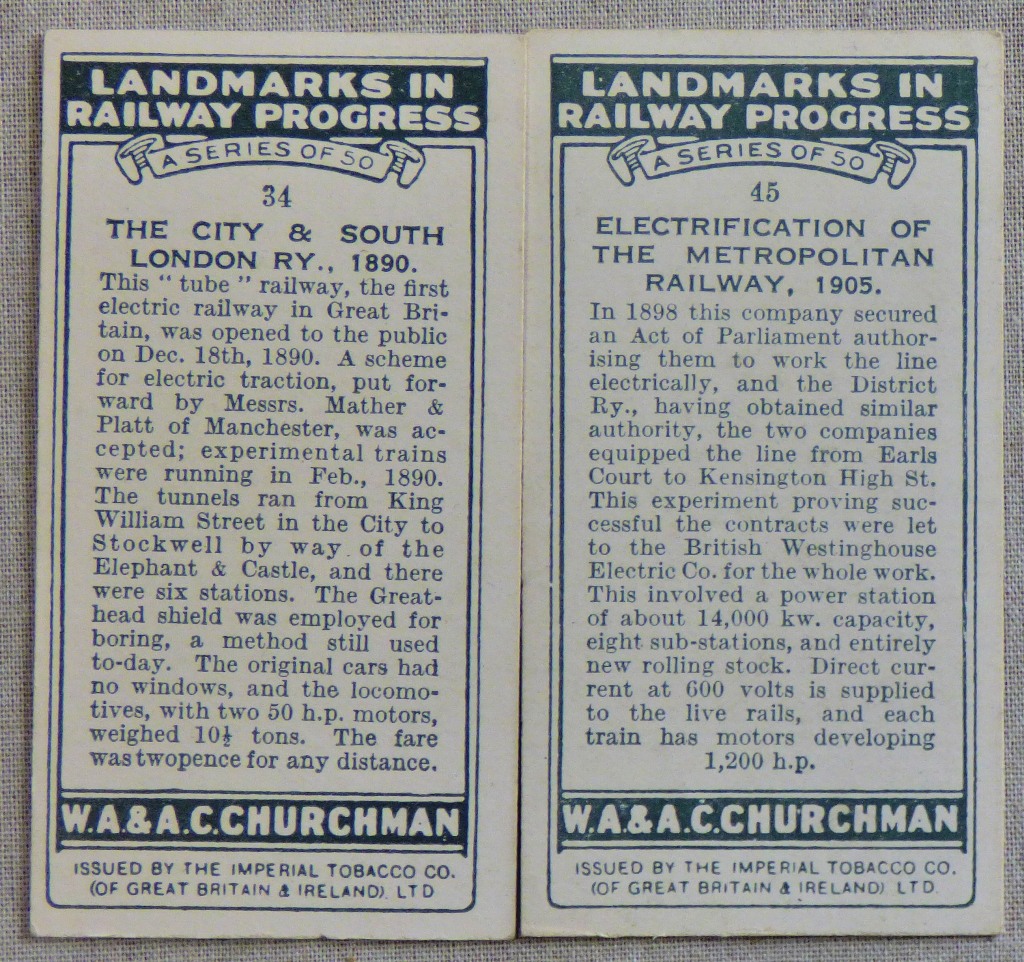 LANDMARKS IN
RAILWAY PROGRESS
A SERIES OF 50
34
THE CITY & SOUTH
LONDON RY., 1890.
This "tube" railway, the first
electric railway in Great Bri-
tain, was opened to the public
on Dec. 18th, 1890. A scheme
for electric traction, put for-
ward by Messrs. Mather &
Platt of Manchester, was ac-
cepted; experimental trains
were running in Feb., 1890.
The tunnels ran from King
William Street in the City to
Stockwell by way of the
Elephant & Castle, and there
were six stations. The Great-
head shield was employed for
boring, a method still used
to-day. The original cars had
no windows, and the locomo-
tives, with two 50 h.p. motors,
weighed 10½ tons. The fare
was twopence for any distance.
W.A.& A.C.CHURCHMAN
ISSUED BY THE IMPERIAL TOBACCO CO.
(OF GREAT BRITAIN & IRELAND). LTD
LANDMARKS IN
RAILWAY PROGRESS
A SERIES OF 50
45
ELECTRIFICATION OF
THE METROPOLITAN
RAILWAY, 1905.
In 1898 this company secured
an Act of Parliament author-
ising them to work the line
electrically, and the District
Ry., having obtained similar
authority, the two companies
equipped the line from Earls
Court to Kensington High St.
This experiment proving suc-
cessful the contracts were let
to the British Westinghouse
Electric Co. for the whole work.
This involved a power station
of about 14,000 kw. capacity,
eight sub-stations, and entirely
new rolling stock. Direct cur-
rent at 600 volts is supplied
to the live rails, and each
train has motors developing
1,200 h.p.
W.A.& A.C.CHURCHMAN
ISSUED BY THE IMPERIAL TOBACCO CO.
(OF GREAT BRITAIN & IRELAND) LTD.